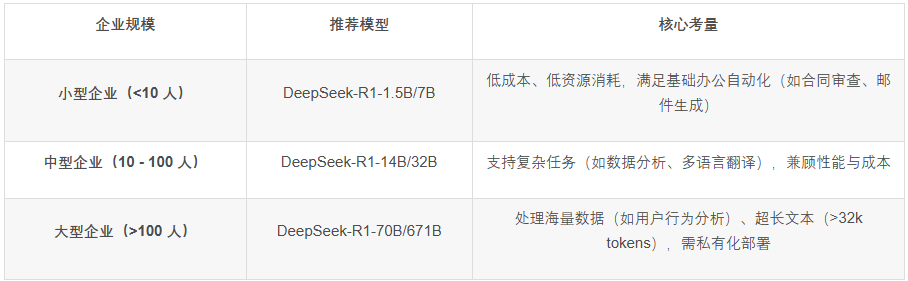 企业规模
推荐模型
核心考量
小型企业（<10 人）
DeepSeek-R1-1.5B/7B
低成本、低资源消耗，满足基础办公自动化（如合同审查、邮
件生成）
中型企业（10 - 100 人）
DeepSeek-R1-14B/32B
支持复杂任务（如数据分析、多语言翻译），兼顾性能与成本
大型企业（>100 人）
DeepSeek-R1-70B/671B
处理海量数据（如用户行为分析）、超长文本（>32k
tokens），需私有化部署